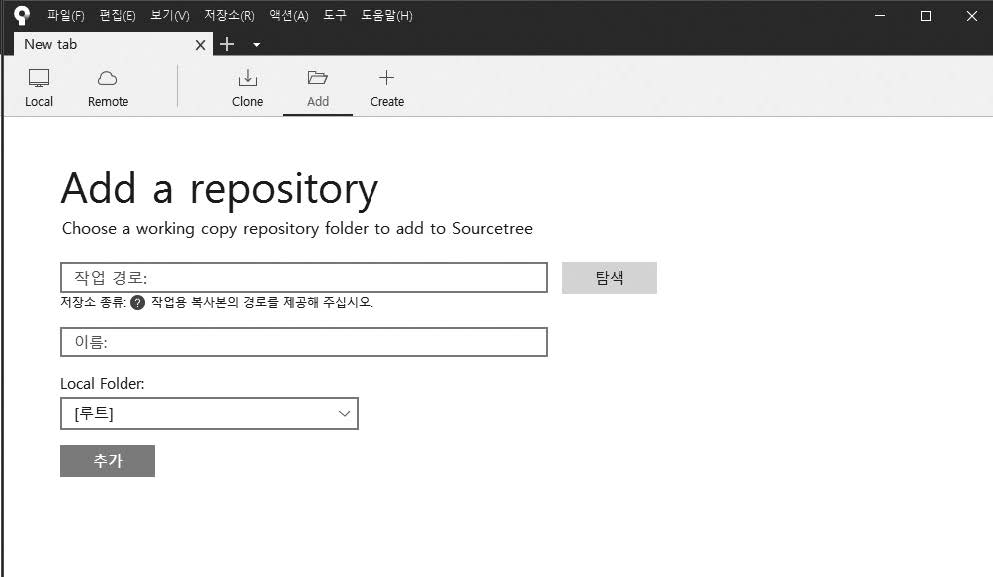 파일(F) 편집(E) 보기(V) 저장소(R) 액션(A) 도구 도움말(H)
New tab
Local Remote Clone Add Create
Add a repository
Choose a working copy repository folder to add to Sourcetree
작업 경로: 탐색
저장소 종류: ? 작업용 복사본의 경로를 제공해 주십시오.
이름:
Local Folder:
[루트]
추가